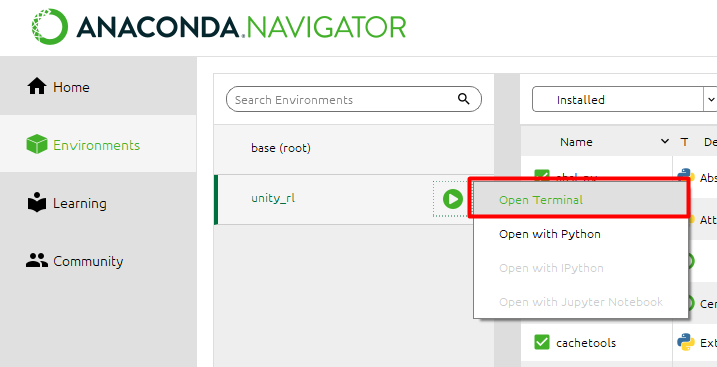 ANACONDA.NAVIGATOR
Home
Environments
Learning
Community
Search Environments
base (root)
unity_rl
Installed
Name
T
De
Abs
Open Terminal
Open with Python
Open with IPython
Open with Jupyter Notebook
Att
Cer
cachetools
Ext